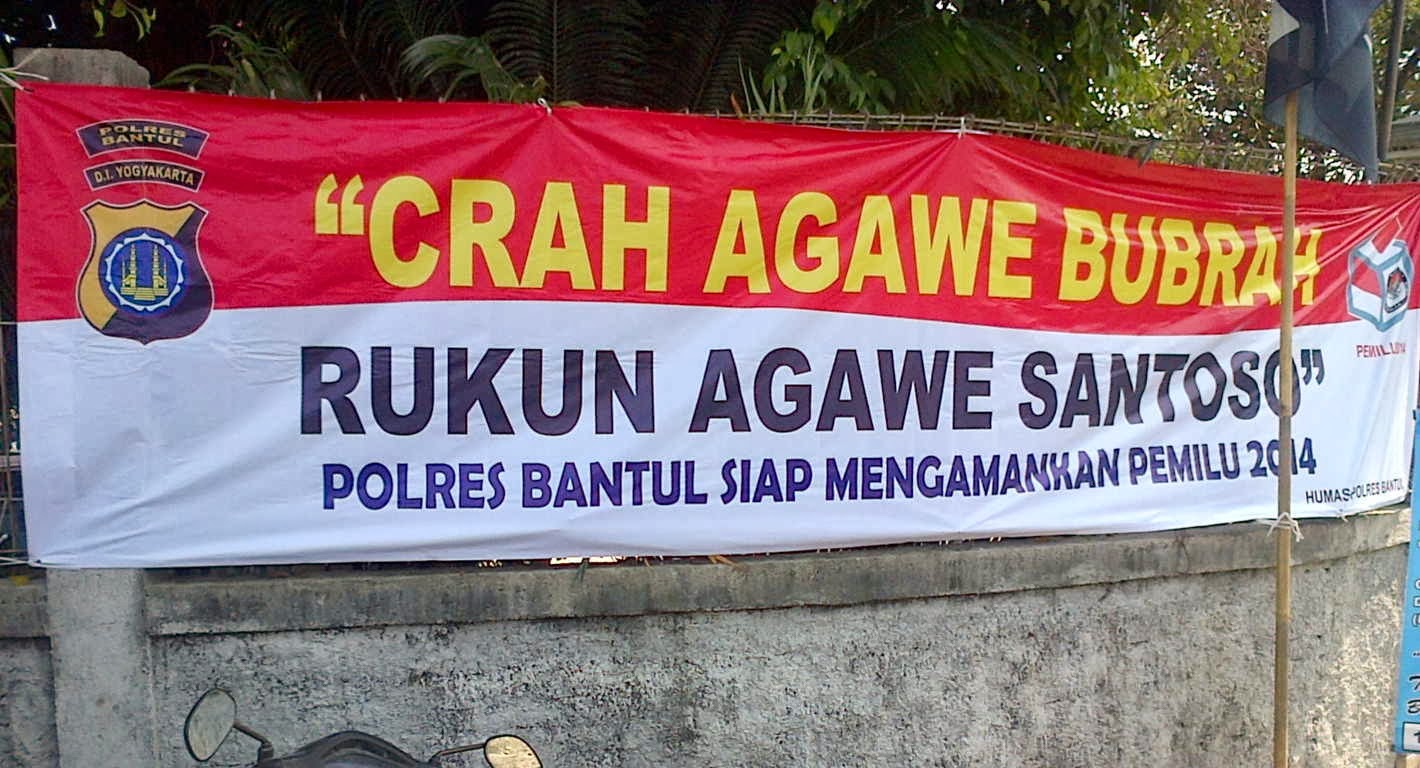 POLRES
BANTUL
D.I. YOGYAKARTA
“CRAH AGAWE BUBRAH
RUKUN AGAWE SANTOSO”
POLRES BANTUL SIAP MENGAMANKAN PEMILU 2014
HUMAS POLRES BANTUL